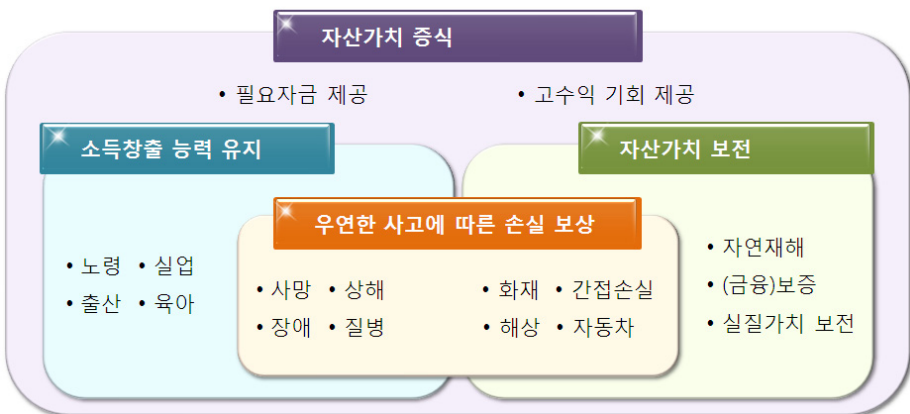 자산가치 증식
• 필요자금 제공 • 고수익 기회 제공
소득창출 능력 유지
자산가치 보전
우연한 사고에 따른 손실 보상
• 노령 • 실업
• 출산 • 육아
• 사망 • 상해
• 장애 • 질병
• 화재 • 간접손실
• 해상 • 자동차
• 자연재해
• (금융)보증
• 실질가치 보전